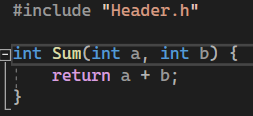 #include "Header.h"
int Sum(int a, int b) {
return a + b;
}